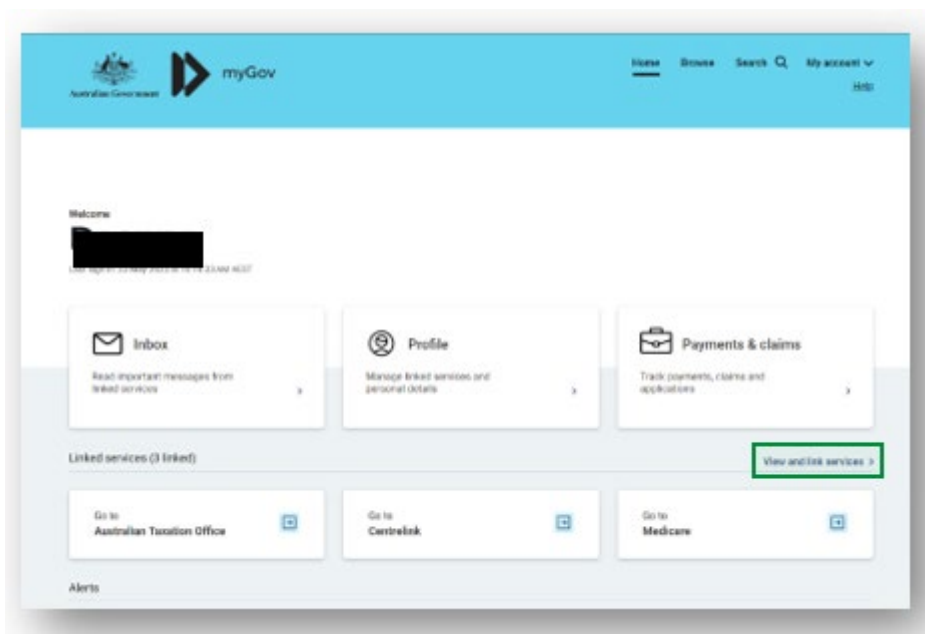 Australian Government
myGov
Home Browse Search My account
Help
Welcome
Inbox
Read important messages from
linked services
Profile
Manage linked services and
personal details
Payments & claims
Track payments, claims and
applications
Linked services (3 linked)
View and link services
Go to
Australian Taxation Office
Go to
Centrelink
Go to
Medicare
Alerts